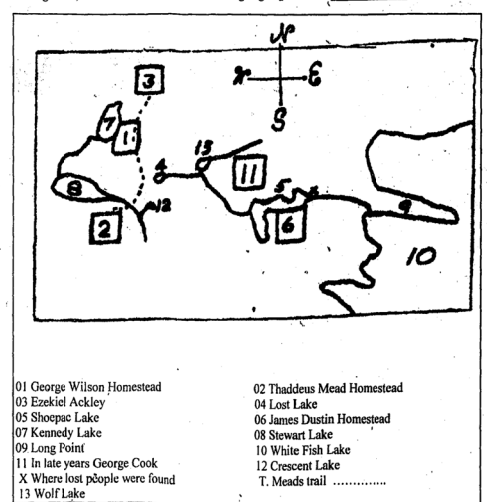 N
W E
S
3
7
1
13
4
11
8
5
x
12
9
2
6
10
01 George Wilson Homestead
02 Thaddeus Mead Homestead
03 Ezekiel Ackley
04 Lost Lake
05 Shoepac Lake
06 James Dustin Homestead
07 Kennedy Lake
08 Stewart Lake
09 Long Point
10 White Fish Lake
11 In late years George Cook
12 Crescent Lake
X Where lost people were found
T. Meads trail ..............
13 Wolf Lake